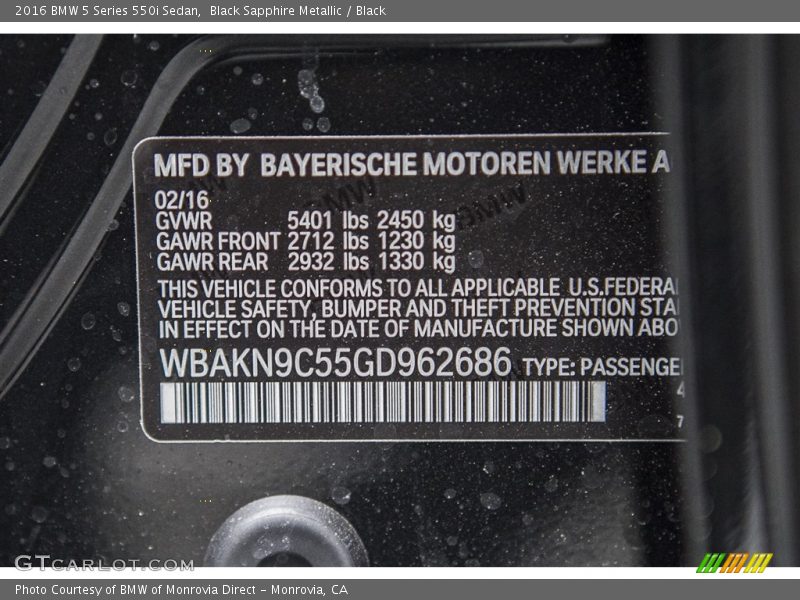 2016 BMW 5 Series 550i Sedan,  Black Sapphire Metallic / Black
MFD BY BAYERISCHE MOTOREN WERKE A
02/16
GVWR 5401 lbs 2450 kg
GAWR FRONT 2712 lbs 1230 kg
GAWR REAR 2932 lbs 1330 kg
THIS VEHICLE CONFORMS TO ALL APPLICABLE U.S.FEDERAL
VEHICLE SAFETY, BUMPER AND THEFT PREVENTION STA
IN EFFECT ON THE DATE OF MANUFACTURE SHOWN ABO
WBAKN9C55GD962686 TYPE: PASSENGE
4
7
GTCARLOT.COM
Photo Courtesy of BMW of Monrovia Direct - Monrovia, CA